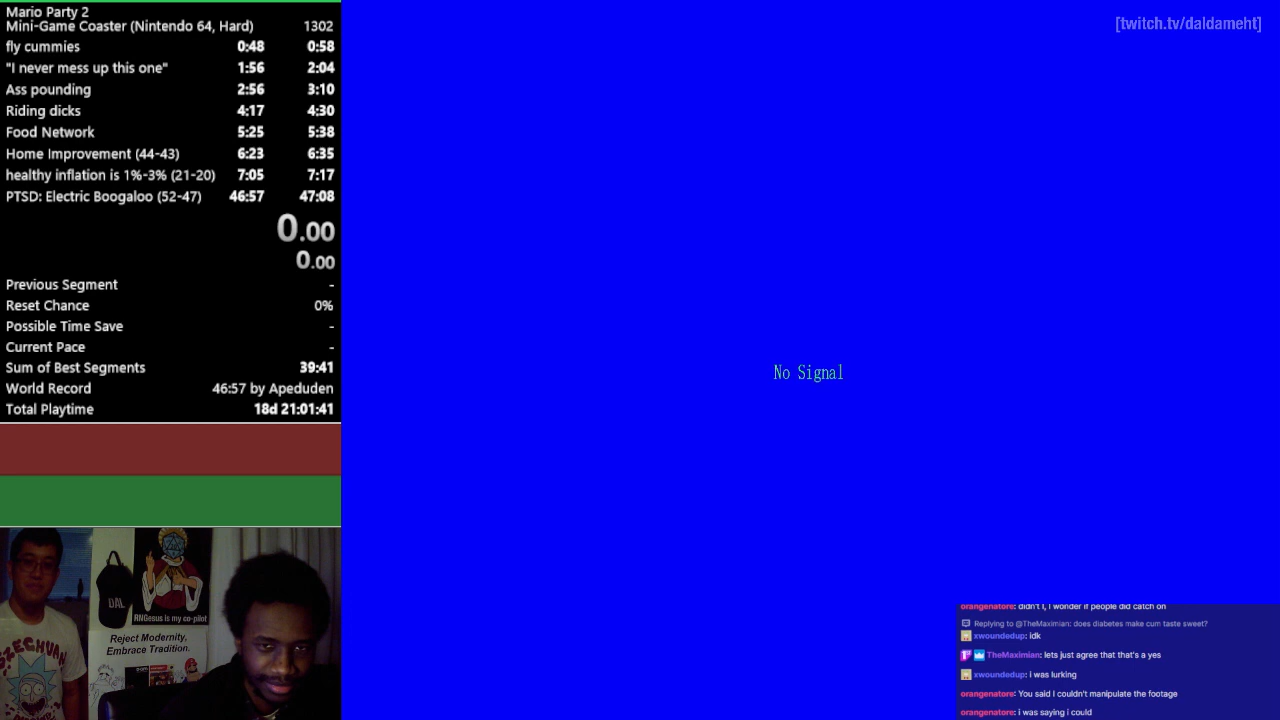 Mario Party 2
Mini-Game Coaster (Nintendo 64, Hard) 1302
fly cummies 0:48 0:58
"I never mess up this one" 1:56 2:04
Ass pounding 2:56 3:10
Riding dicks 4:17 4:30
Food Network 5:25 5:38
Home Improvement (44-43) 6:23 6:35
healthy inflation is 1%-3% (21-20) 7:05 7:17
PTSD: Electric Boogaloo (52-47) 46:57 47:08
0.00
0.00
Previous Segment -
Reset Chance 0%
Possible Time Save -
Current Pace -
Sum of Best Segments 39:41
World Record 46:57 by Apeduden
Total Playtime 18d 21:01:41
DAL
RNGesus is my co-pilot
Reject Modernity,
Embrace Tradition.
[twitch.tv/daldameht]
No Signal
orangenatore: didn't I, I wonder if people did catch on
Replying to @TheMaximian: does diabetes make cum taste sweet?
xwoundedup: idk
TheMaximian: lets just agree that that's a yes
xwoundedup: i was lurking
orangenatore: You said I couldn't manipulate the footage
orangenatore: i was saying i could